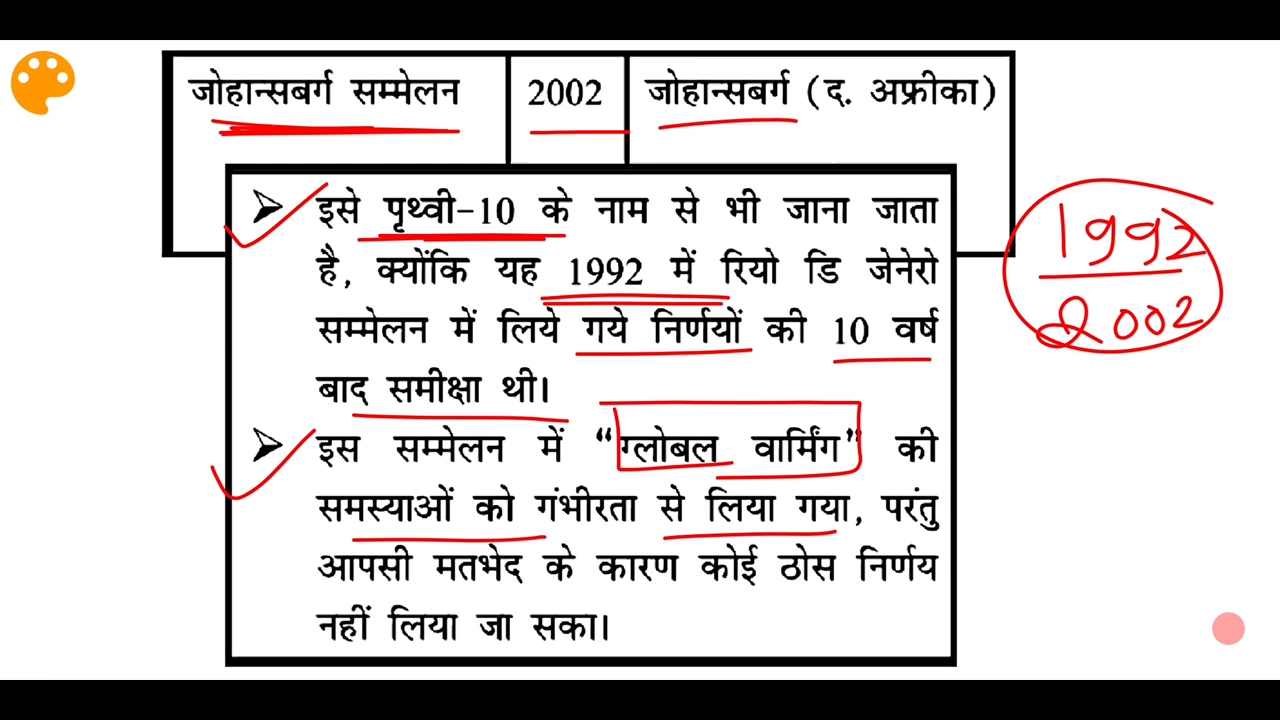 जोहान्सबर्ग सम्मेलन 2002 जोहान्सबर्ग (द. अफ्रीका)
➢ इसे पृथ्वी-10 के नाम से भी जाना जाता
है, क्योंकि यह 1992 में रियो डि जेनेरो
सम्मेलन में लिये गये निर्णयों की 10 वर्ष
बाद समीक्षा थी।
➢ इस सम्मेलन में “ग्लोबल वार्मिंग” की
समस्याओं को गंभीरता से लिया गया, परंतु
आपसी मतभेद के कारण कोई ठोस निर्णय
नहीं लिया जा सका।
1992
2002